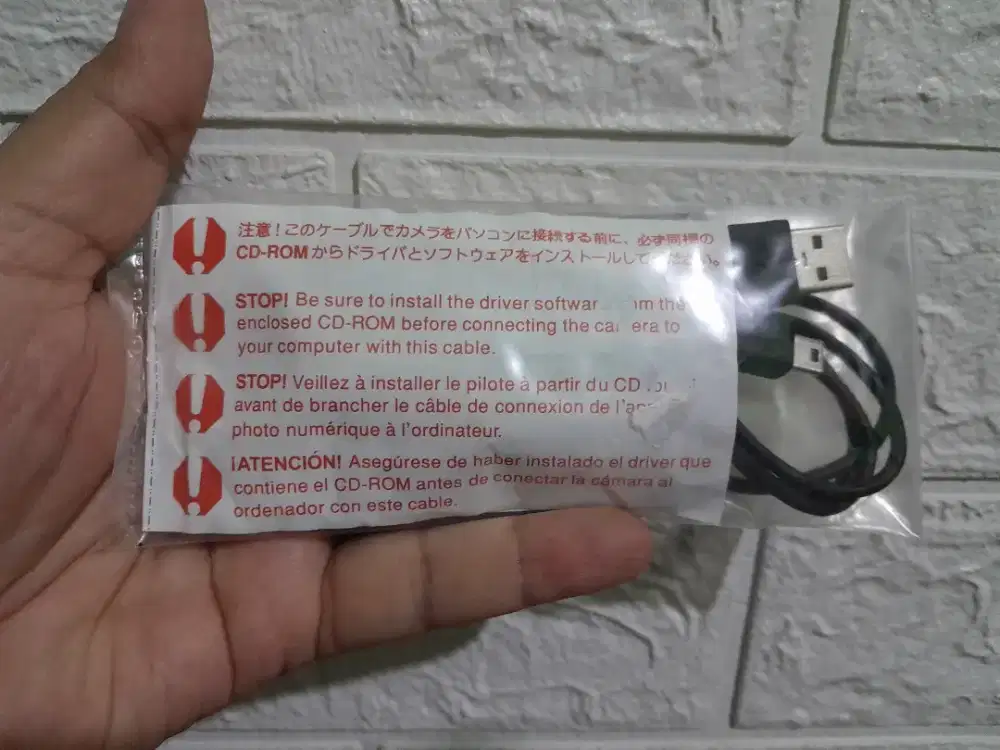 注意！このケーブルでカメラをパソコンに接続する前に、必ず同梱の
CD-ROMからドライバとソフトウェアをインストールして
STOP! Be sure to install the driver the
enclosed CD-ROM before connecting the to
your computer with this cable.
STOP! Veillez à installer le pilote à partir du
avant de brancher le câble de connexion de
photo numérique à l'ordinateur.
¡ATENCIÓN! Asegúrese de haber instalado el driver que
contiene el CD-ROM antes de conectar la cámara al
ordenador con este cable.